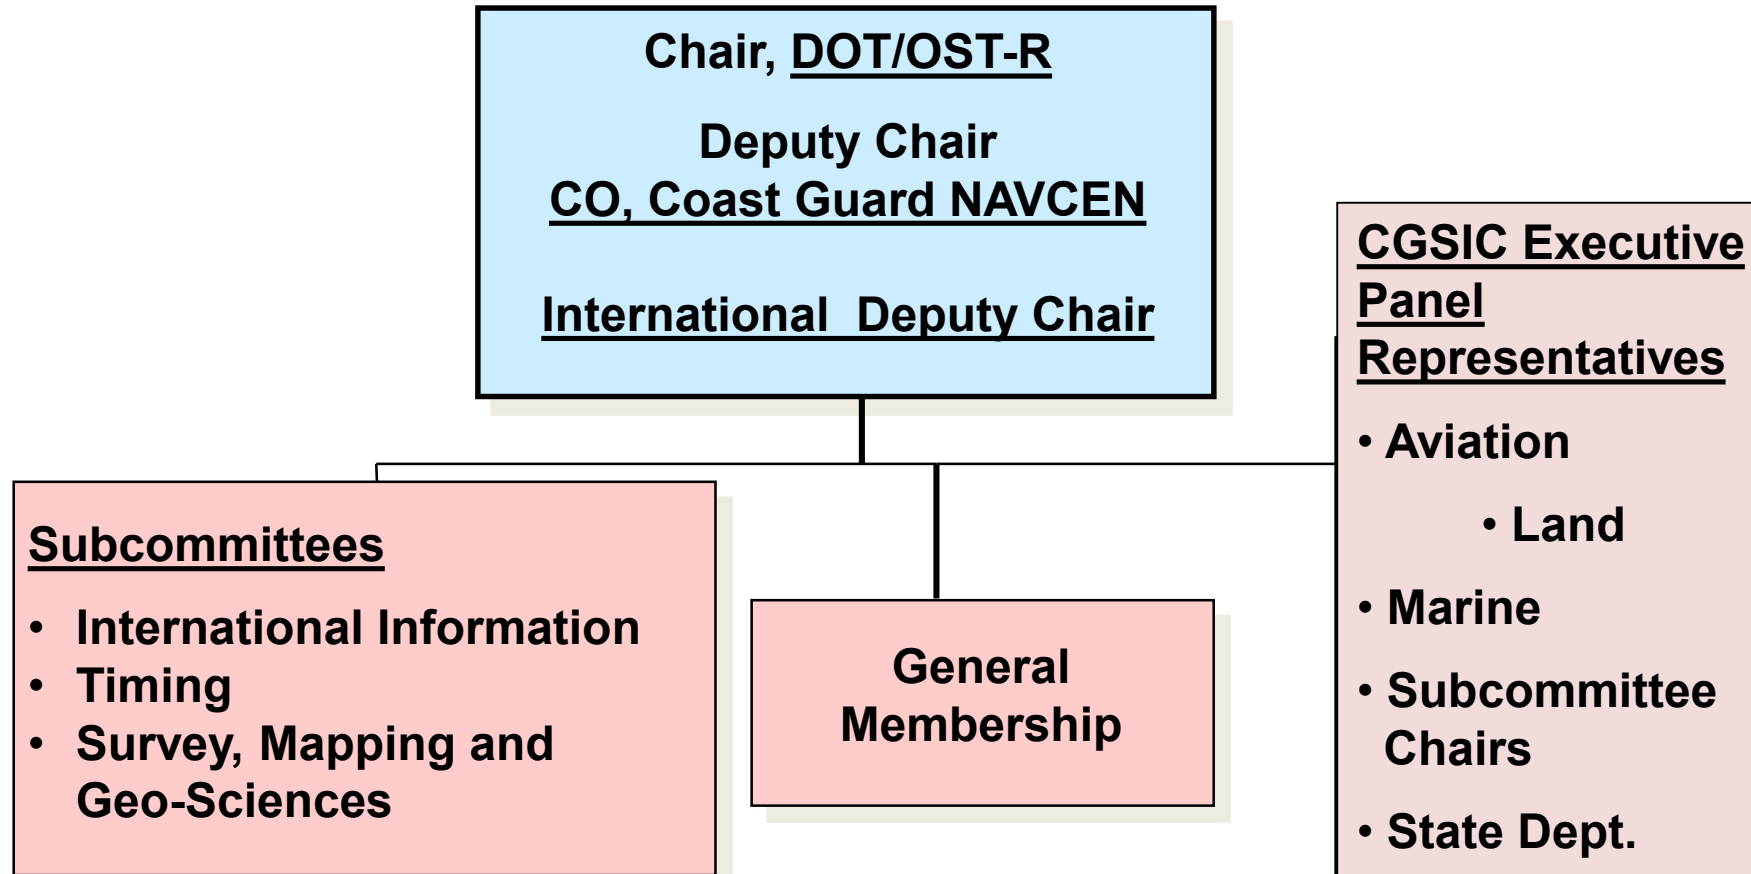 Chair, DOT/OST-R
Deputy Chair
CO, Coast Guard NAVCEN
International  Deputy Chair
CGSIC Executive
Panel
Representatives
• Aviation
• Land
• Marine
• Subcommittee
Chairs
• State Dept.
Subcommittees
• International Information
• Timing
• Survey, Mapping and
Geo-Sciences
General
Membership